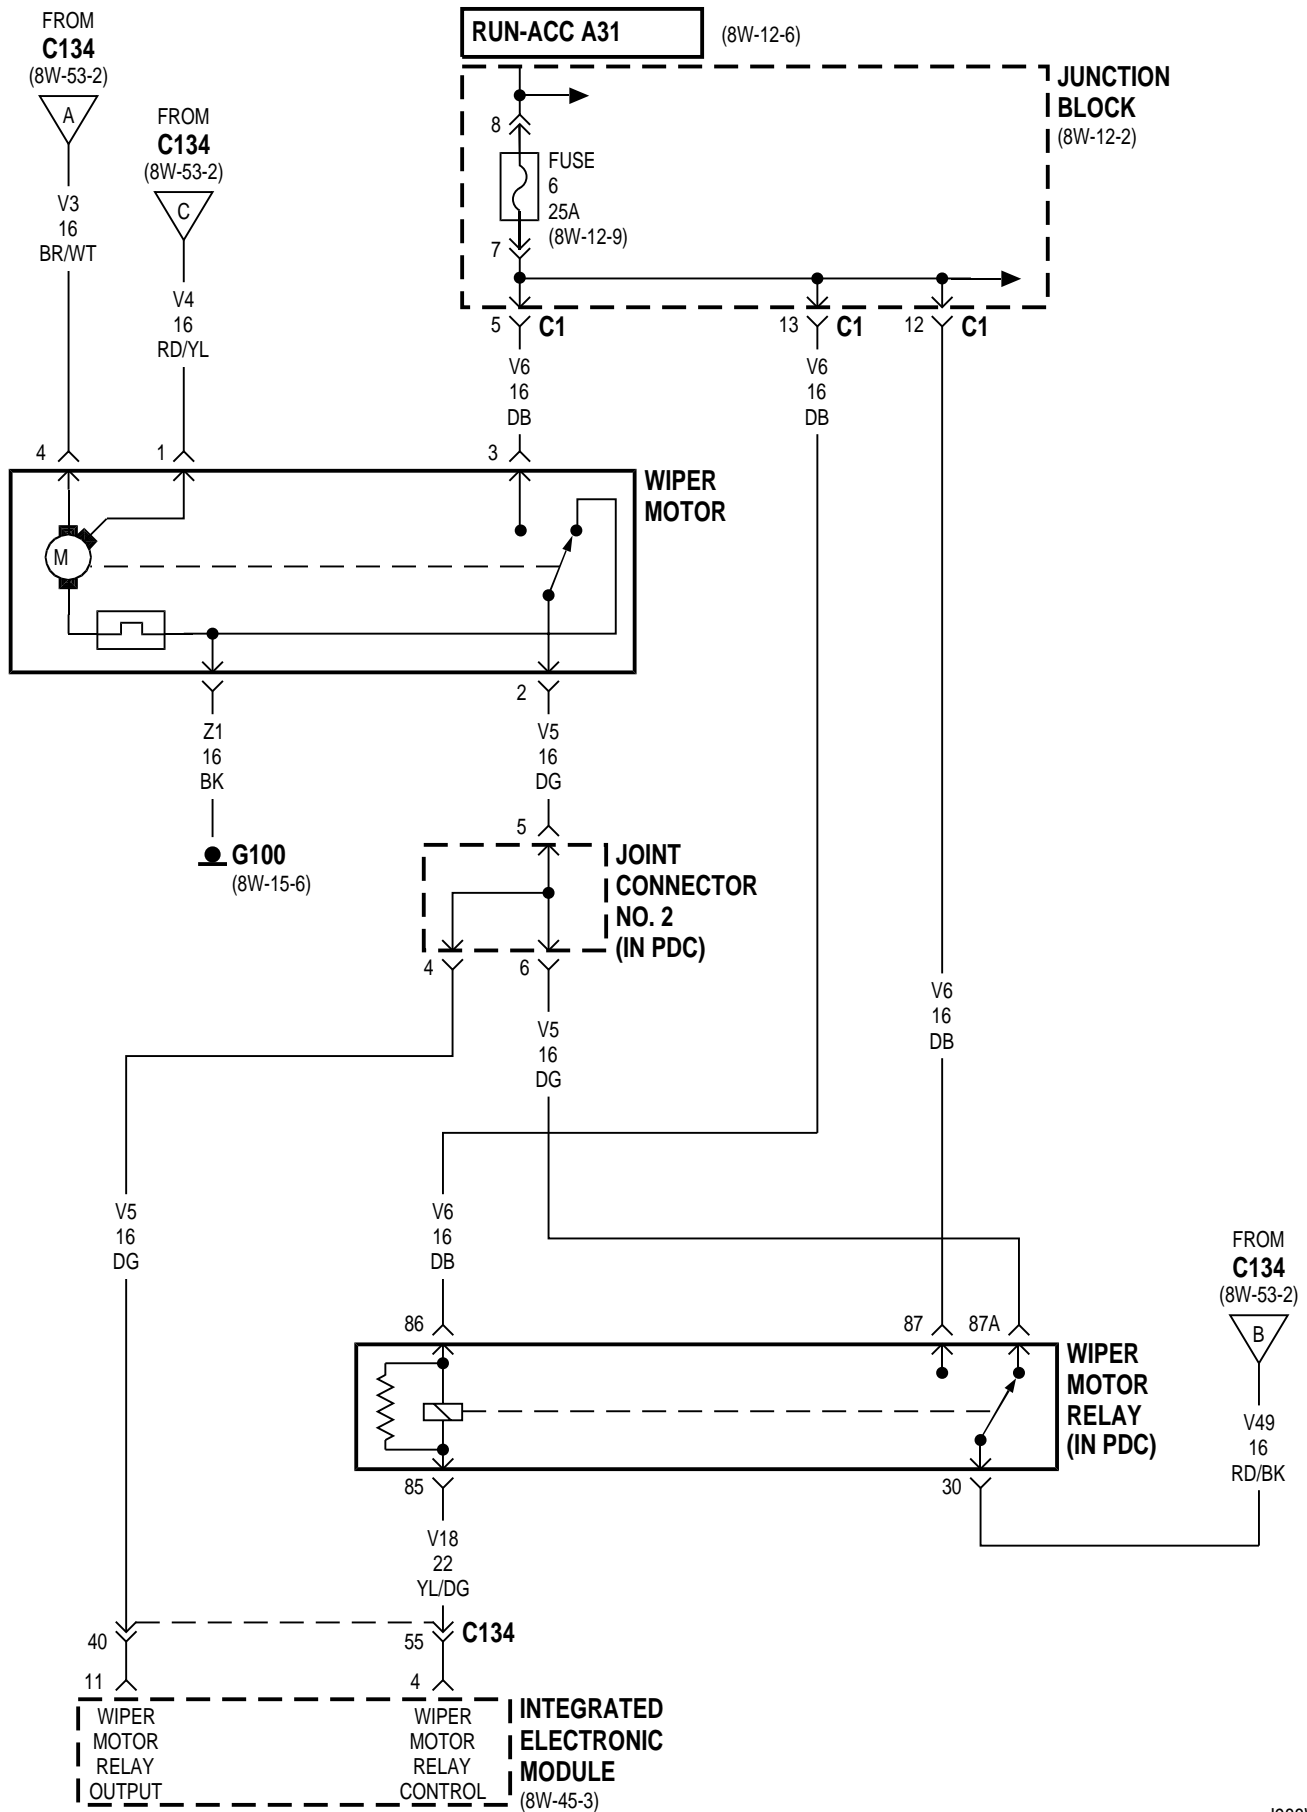 FROM
C134
(8W-53-2)
A
V3
16
BR/WT
FROM
C134
(8W-53-2)
C
V4
16
RD/YL
RUN-ACC A31
(8W-12-6)
JUNCTION
BLOCK
(8W-12-2)
8
FUSE
6
25A
(8W-12-9)
7
5
C1
13
C1
12
C1
V6
16
DB
V6
16
DB
4
1
3
WIPER
MOTOR
M
2
Z1
16
BK
V5
16
DG
G100
(8W-15-6)
5
JOINT
CONNECTOR
NO. 2
(IN PDC)
4
6
V6
16
DB
V5
16
DG
V5
16
DG
V6
16
DB
FROM
C134
(8W-53-2)
B
86
87
87A
WIPER
MOTOR
RELAY
(IN PDC)
V49
16
RD/BK
85
30
V18
22
YL/DG
40
55
C134
11
4
WIPER
MOTOR
RELAY
OUTPUT
WIPER
MOTOR
RELAY
CONTROL
INTEGRATED
ELECTRONIC
MODULE
(8W-45-3)